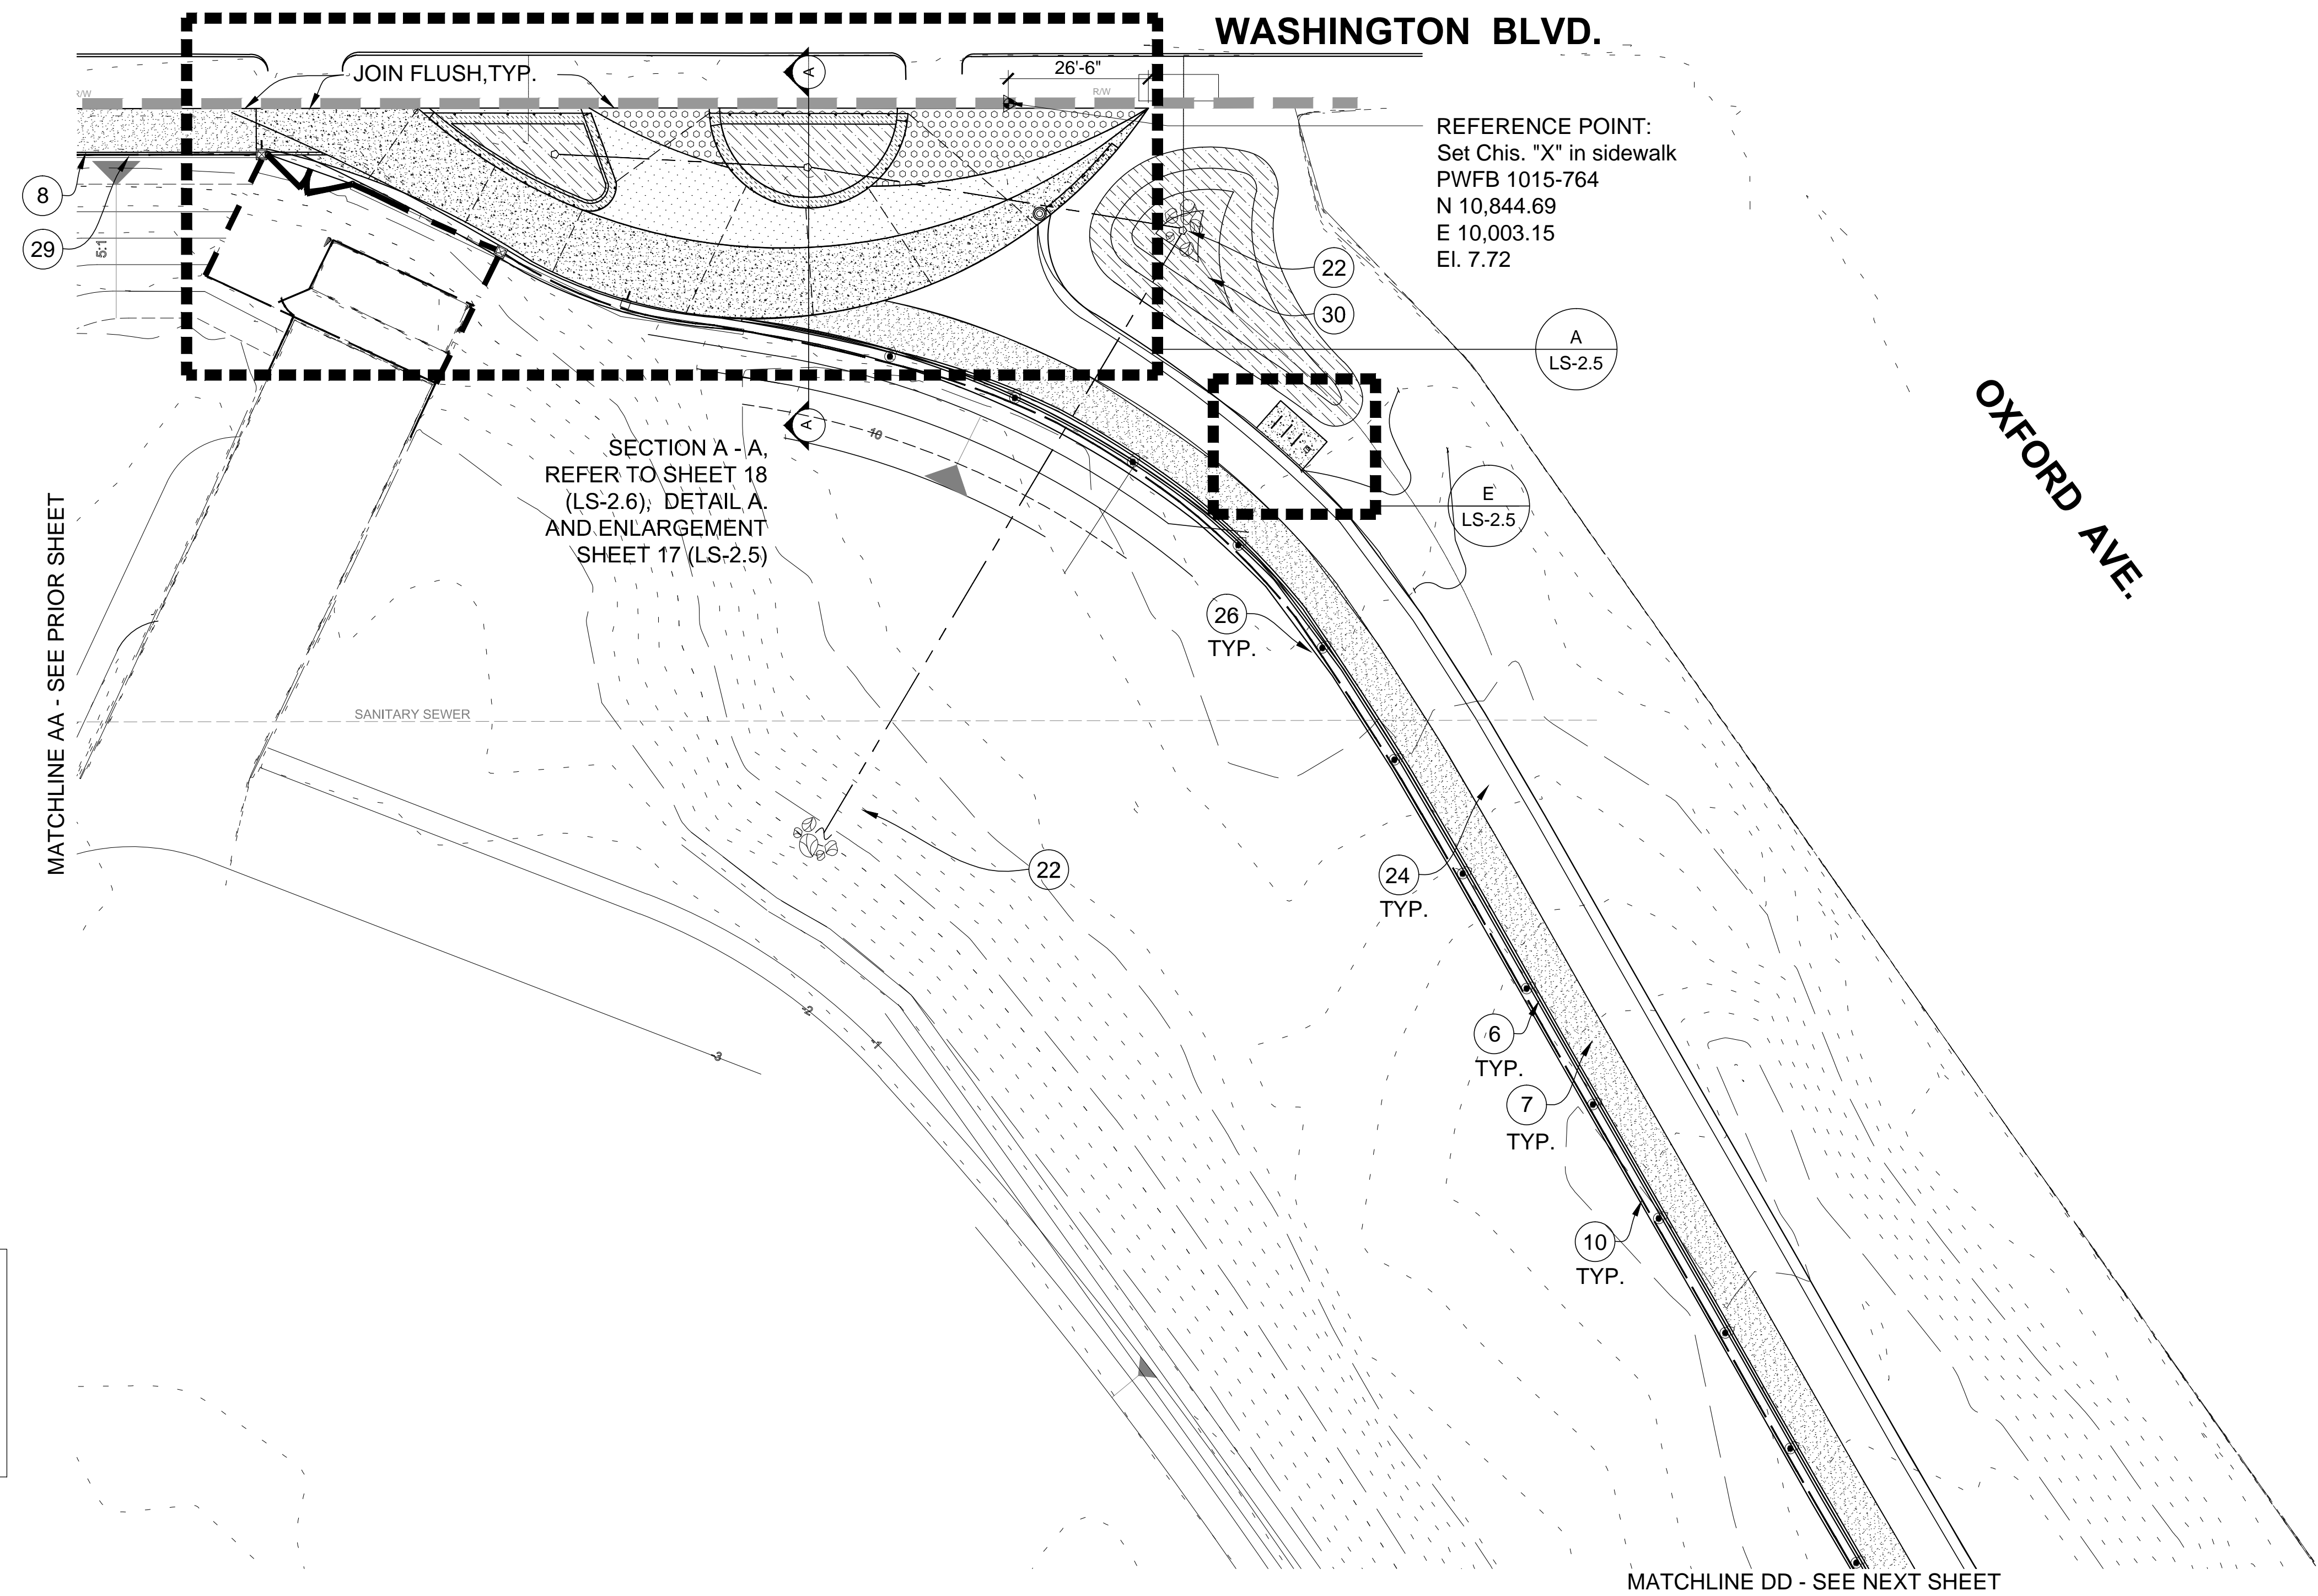 WASHINGTON BLVD.
JOIN FLUSH,TYP.
A
26'-6"
R/W
R/W
REFERENCE POINT:
Set Chis. "X" in sidewalk
PWFB 1015-764
N 10,844.69
E 10,003.15
El. 7.72
8
29
5:1
22
30
A
LS-2.5
OXFORD AVE.
A
10
SECTION A - A,
REFER TO SHEET 18
(LS-2.6), DETAIL A.
AND ENLARGEMENT
SHEET 17 (LS-2.5)
E
LS-2.5
MATCHLINE AA - SEE PRIOR SHEET
26
TYP.
SANITARY SEWER
22
24
TYP.
-2
-1
-3
6
TYP.
7
TYP.
10
TYP.
MATCHLINE DD - SEE NEXT SHEET